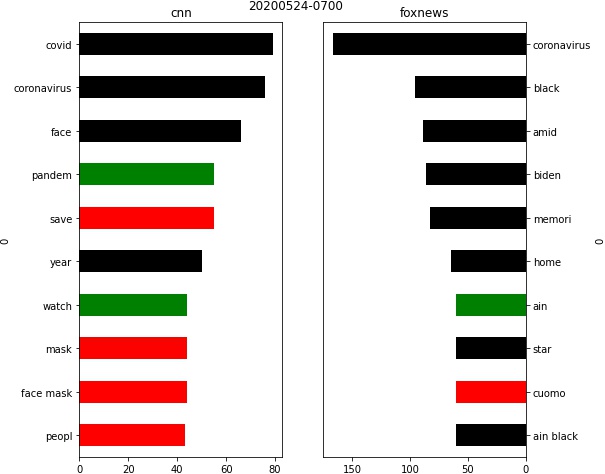 20200524-0700
cnn
foxnews
covid
coronavirus
face
pandem
save
year
watch
mask
face mask
peopl
0
0 20 40 60 80
coronavirus
black
amid
biden
memori
home
ain
star
cuomo
ain black
0
150 100 50 0